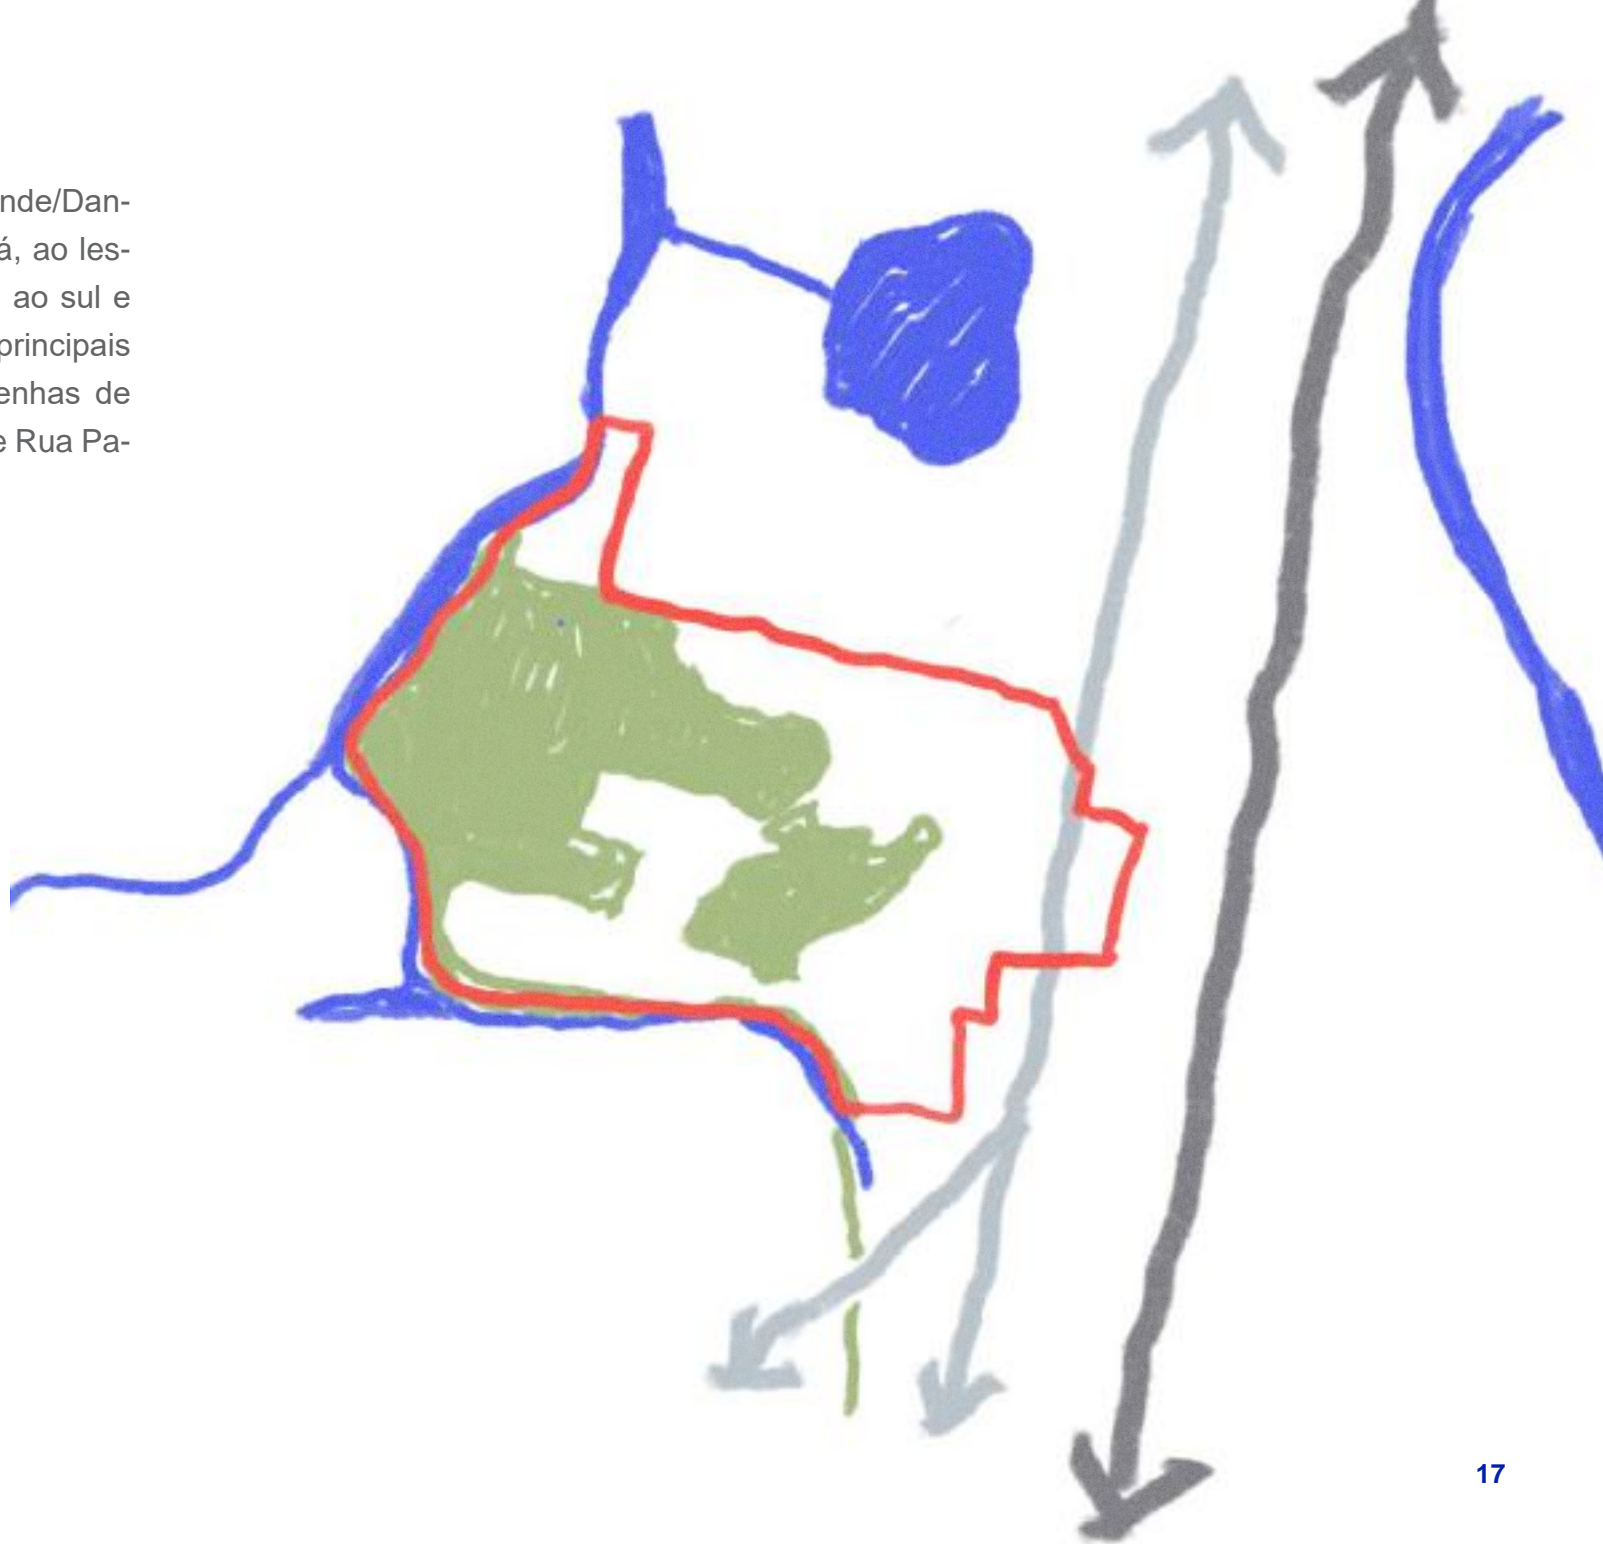 nde/Dan-
á, ao les-
ao sul e
principais
enhas de
e Rua Pa-
17